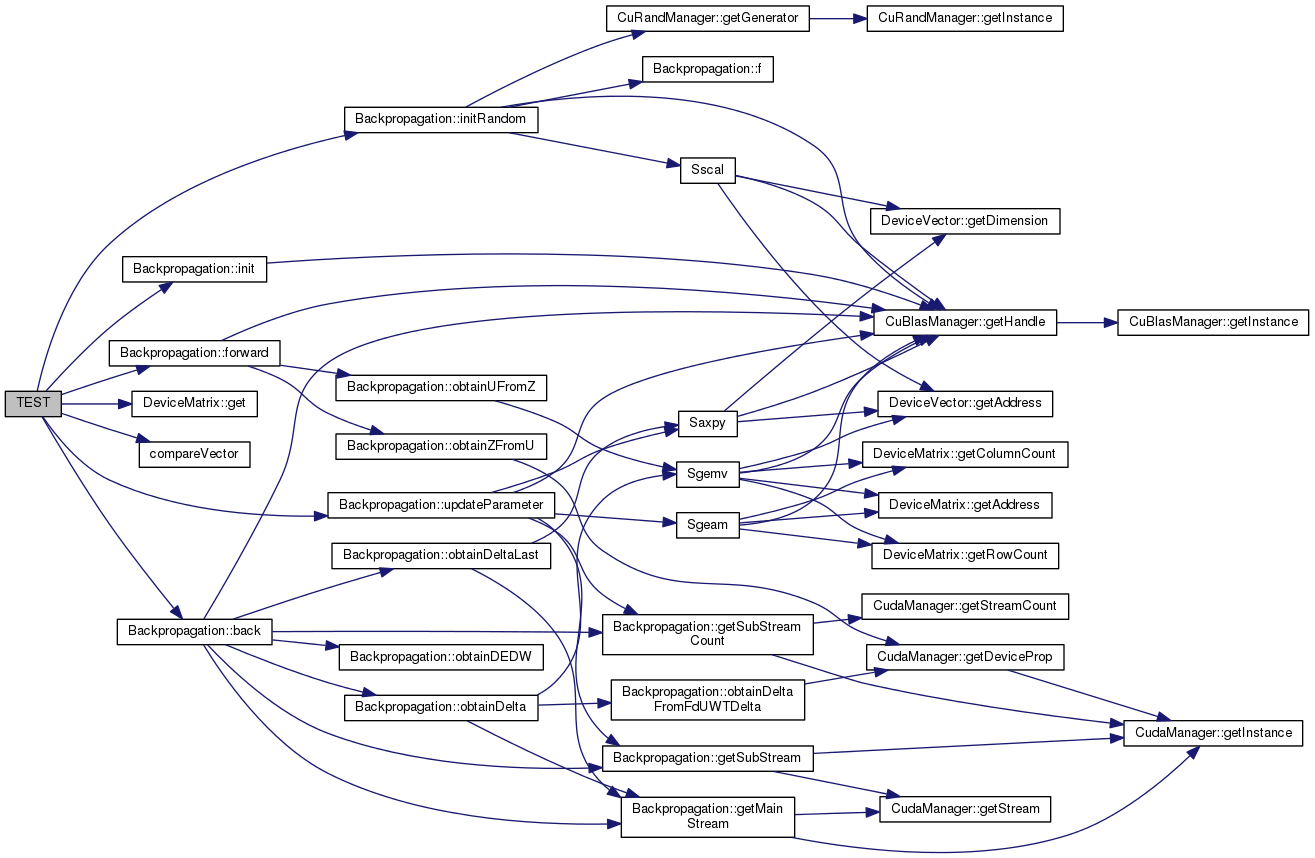 CuRandManager::getGenerator
CuRandManager::getInstance
Backpropagation::f
Backpropagation::initRandom
Sscal
DeviceVector::getDimension
Backpropagation::init
CuBlasManager::getHandle
CuBlasManager::getInstance
Backpropagation::forward
Backpropagation::obtainUFromZ
TEST
DeviceMatrix::get
DeviceVector::getAddress
Saxpy
Backpropagation::obtainZFromU
compareVector
DeviceMatrix::getColumnCount
Sgemv
Backpropagation::updateParameter
DeviceMatrix::getAddress
Sgeam
Backpropagation::obtainDeltaLast
DeviceMatrix::getRowCount
CudaManager::getStreamCount
Backpropagation::back
Backpropagation::getSubStream
Count
Backpropagation::obtainDEDW
CudaManager::getDeviceProp
Backpropagation::obtainDelta
FromFdUWTDelta
Backpropagation::obtainDelta
CudaManager::getInstance
Backpropagation::getSubStream
Backpropagation::getMain
Stream
CudaManager::getStream